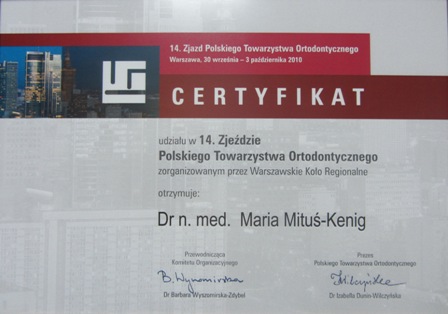 14. Zjazd Polskiego Towarzystwa Ortodontycznego
Warszawa, 30 września – 3 października 2010
CERTYFIKAT
udziału w 14. Zjeździe
Polskiego Towarzystwa Ortodontycznego
zorganizowanym przez Warszawskie Koło Regionalne
otrzymuje:
Dr n. med. Maria Mituś-Kenig
Przewodnicząca
Komitetu Organizacyjnego
B. Wyszomirska
Dr Barbara Wyszomirska-Zdybel
Prezes
Polskiego Towarzystwa Ortodontycznego
Dr Izabella Dunin-Wilczyńska